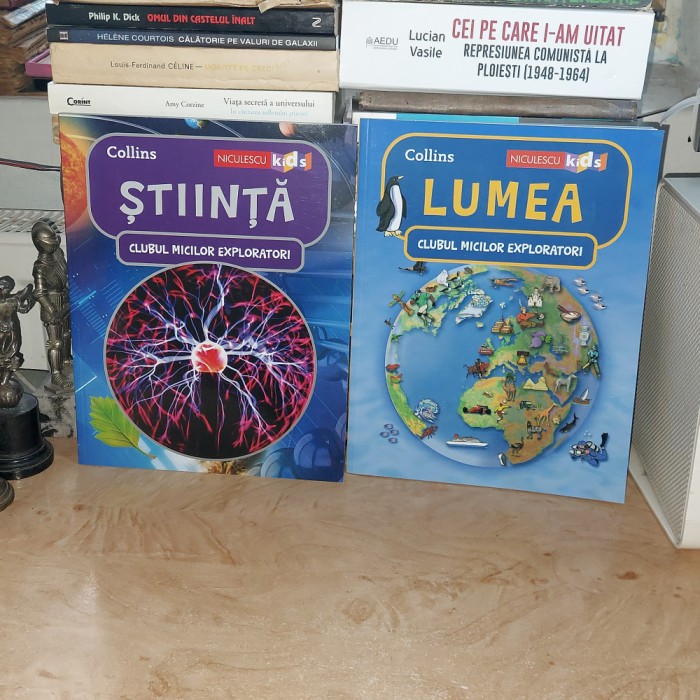 Philip K. Dick OMUL DIN CASTELUL ÎNALT
HÉLÈNE COURTOIS CĂLĂTORIE PE VALURI DE GALAXII
Louis-Ferdinand CÉLINE —
CORINT Amy Corzine Viața secretă a universului
AEDU
Lucian Vasile
CEI PE CARE I-AM UITAT
REPRESIUNEA COMUNISTĂ LA
PLOIEȘTI (1948-1964)
Collins
NICULESCU kids
ȘTIINȚĂ
CLUBUL MICILOR EXPLORATORI
Collins
NICULESCU kids
LUMEA
CLUBUL MICILOR EXPLORATORI